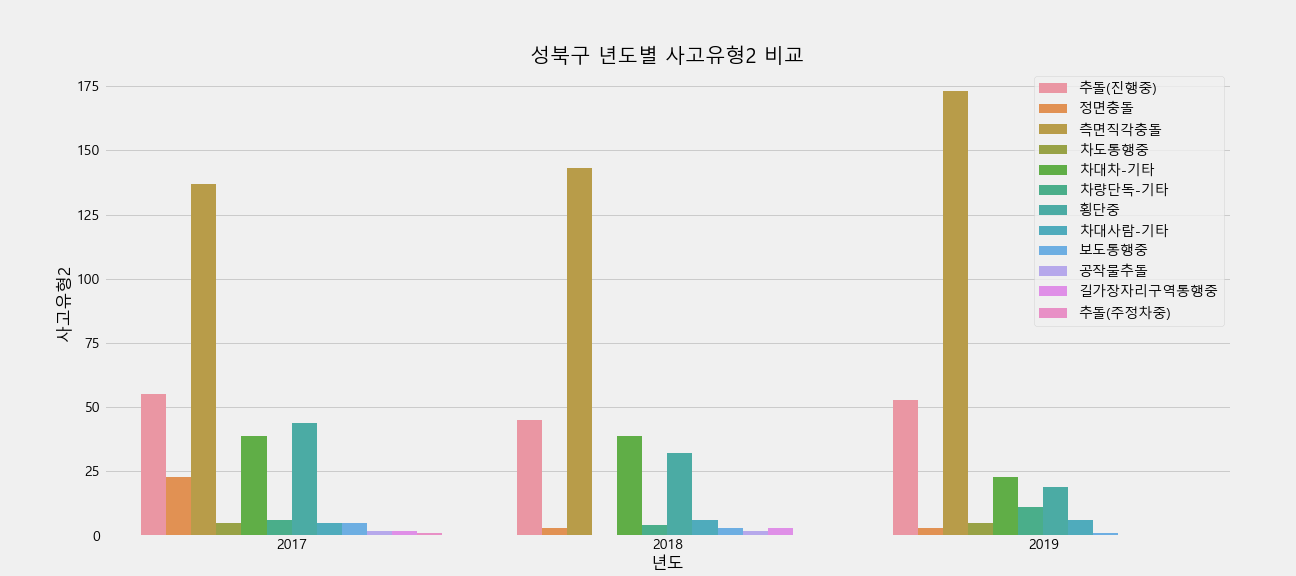 성북구 년도별 사고유형2 비교
175
150
125
100
75
50
25
0
사고유형2
추돌(진행중)
정면충돌
측면직각충돌
차도통행중
차대차-기타
차량단독-기타
횡단중
차대사람-기타
보도통행중
공작물추돌
길가장자리구역통행중
추돌(주정차중)
2017
2018
2019
년도